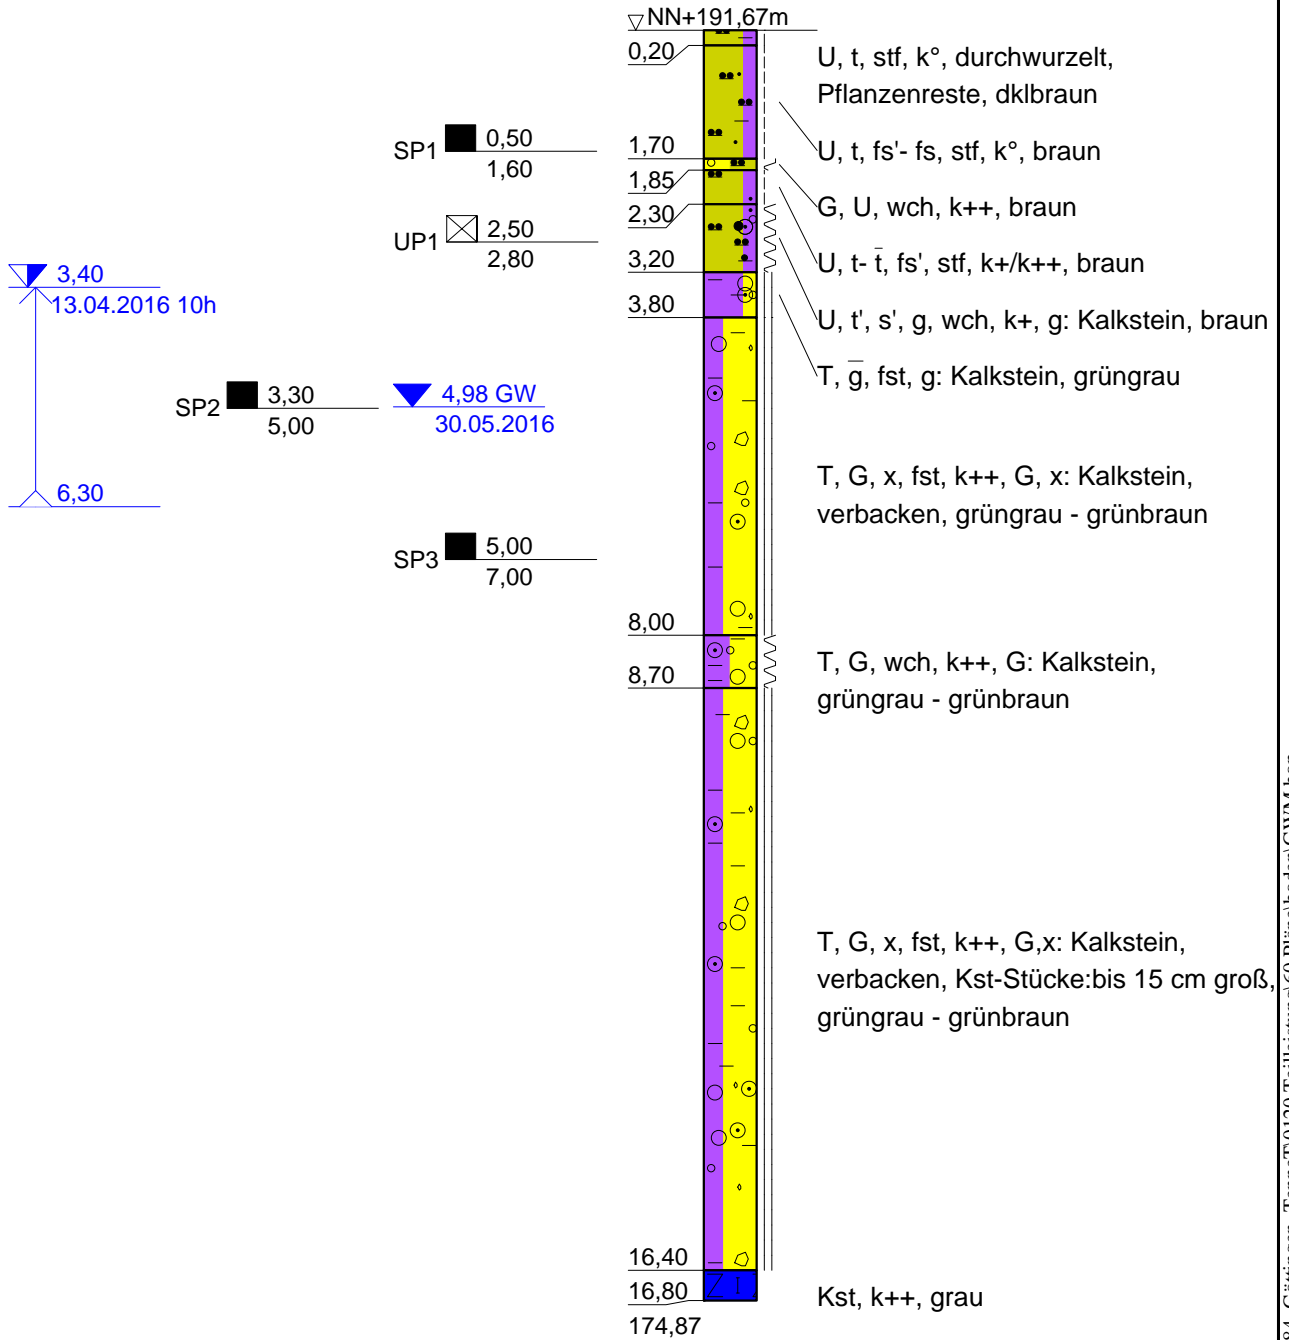 NN+191,67m
0,20
U, t, stf, k°, durchwurzelt,
Pflanzenreste, dklbraun
SP1
0,50
1,60
1,70
U, t, fs'- fs, stf, k°, braun
1,85
G, U, wch, k++, braun
UP1
2,50
2,80
2,30
U, t- t̄, fs', stf, k+/k++, braun
3,40
13.04.2016 10h
3,20
3,80
U, t', s', g, wch, k+, g: Kalkstein, braun
T, g̅, fst, g: Kalkstein, grüngrau
SP2
3,30
5,00
4,98 GW
30.05.2016
6,30
T, G, x, fst, k++, G, x: Kalkstein,
verbacken, grüngrau - grünbraun
SP3
5,00
7,00
8,00
8,70
T, G, wch, k++, G: Kalkstein,
grüngrau - grünbraun
T, G, x, fst, k++, G,x: Kalkstein,
verbacken, Kst-Stücke:bis 15 cm groß,
grüngrau - grünbraun
16,40
16,80
Kst, k++, grau
174,87